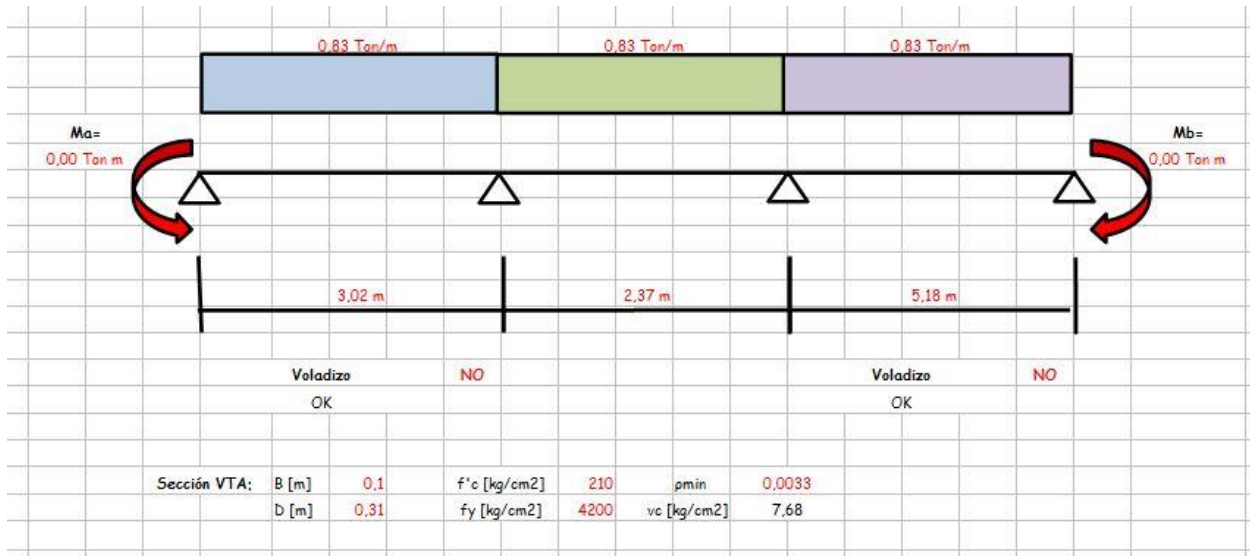 0,83 Ton/m 0,83 Ton/m 0,83 Ton/m
Ma= Mb=
0,00 Ton m 0,00 Ton m
3,02 m 2,37 m 5,18 m
Voladizo NO Voladizo NO
OK OK
Sección VTA: B [m] 0,1 f'c [kg/cm2] 210 ρmin 0,0033
D [m] 0,31 fy [kg/cm2] 4200 vc [kg/cm2] 7,68